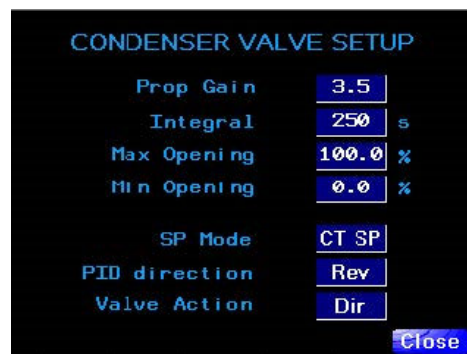 CONDENSER VALVE SETUP
Prop Gain 3.5
Integral 250 s
Max Opening 100.0 %
Min Opening 0.0 %
SP Mode CT SP
PID direction Rev
Valve Action Dir
Close